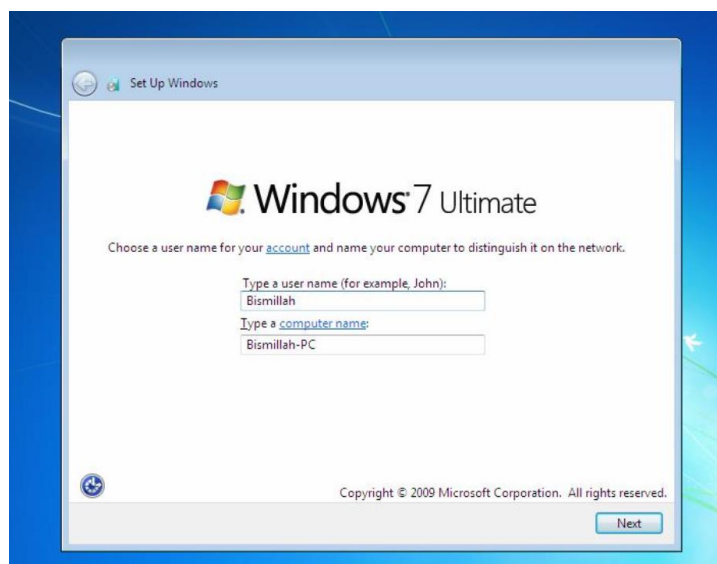 Set Up Windows
Windows 7 Ultimate
Choose a user name for your account and name your computer to distinguish it on the network.
Type a user name (for example, John):
Bismillah
Type a computer name:
Bismillah-PC
Copyright © 2009 Microsoft Corporation. All rights reserved.
Next